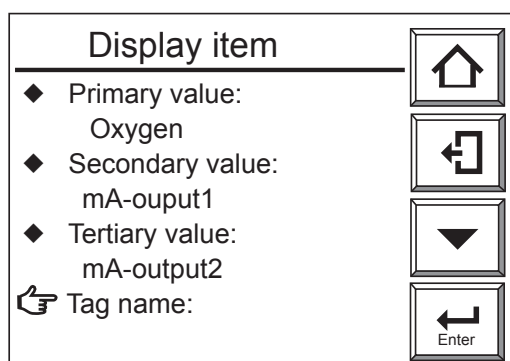 Display item
Primary value:
Oxygen
Secondary value:
mA-ouput1
Tertiary value:
mA-output2
Tag name:
Enter